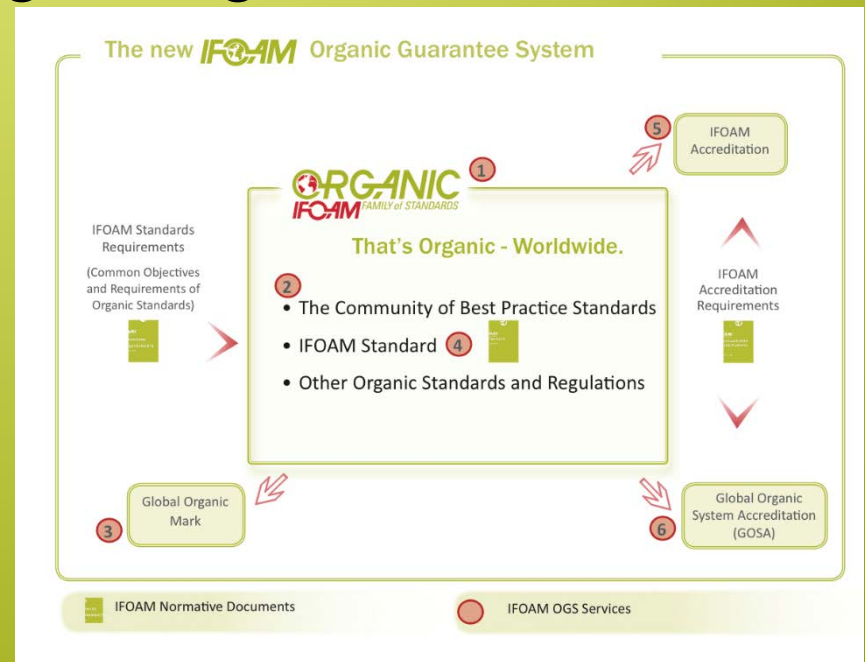 The new IFOAM Organic Guarantee System
5
IFOAM
Accreditation
ORGANIC
IFOAM FAMILY of STANDARDS
1
That's Organic - Worldwide.
IFOAM Standards
Requirements
(Common Objectives
and Requirements of
Organic Standards)
2
• The Community of Best Practice Standards
• IFOAM Standard 4
• Other Organic Standards and Regulations
IFOAM
Accreditation
Requirements
3
Global Organic
Mark
6
Global Organic
System Accreditation
(GOSA)
IFOAM Normative Documents
IFOAM OGS Services